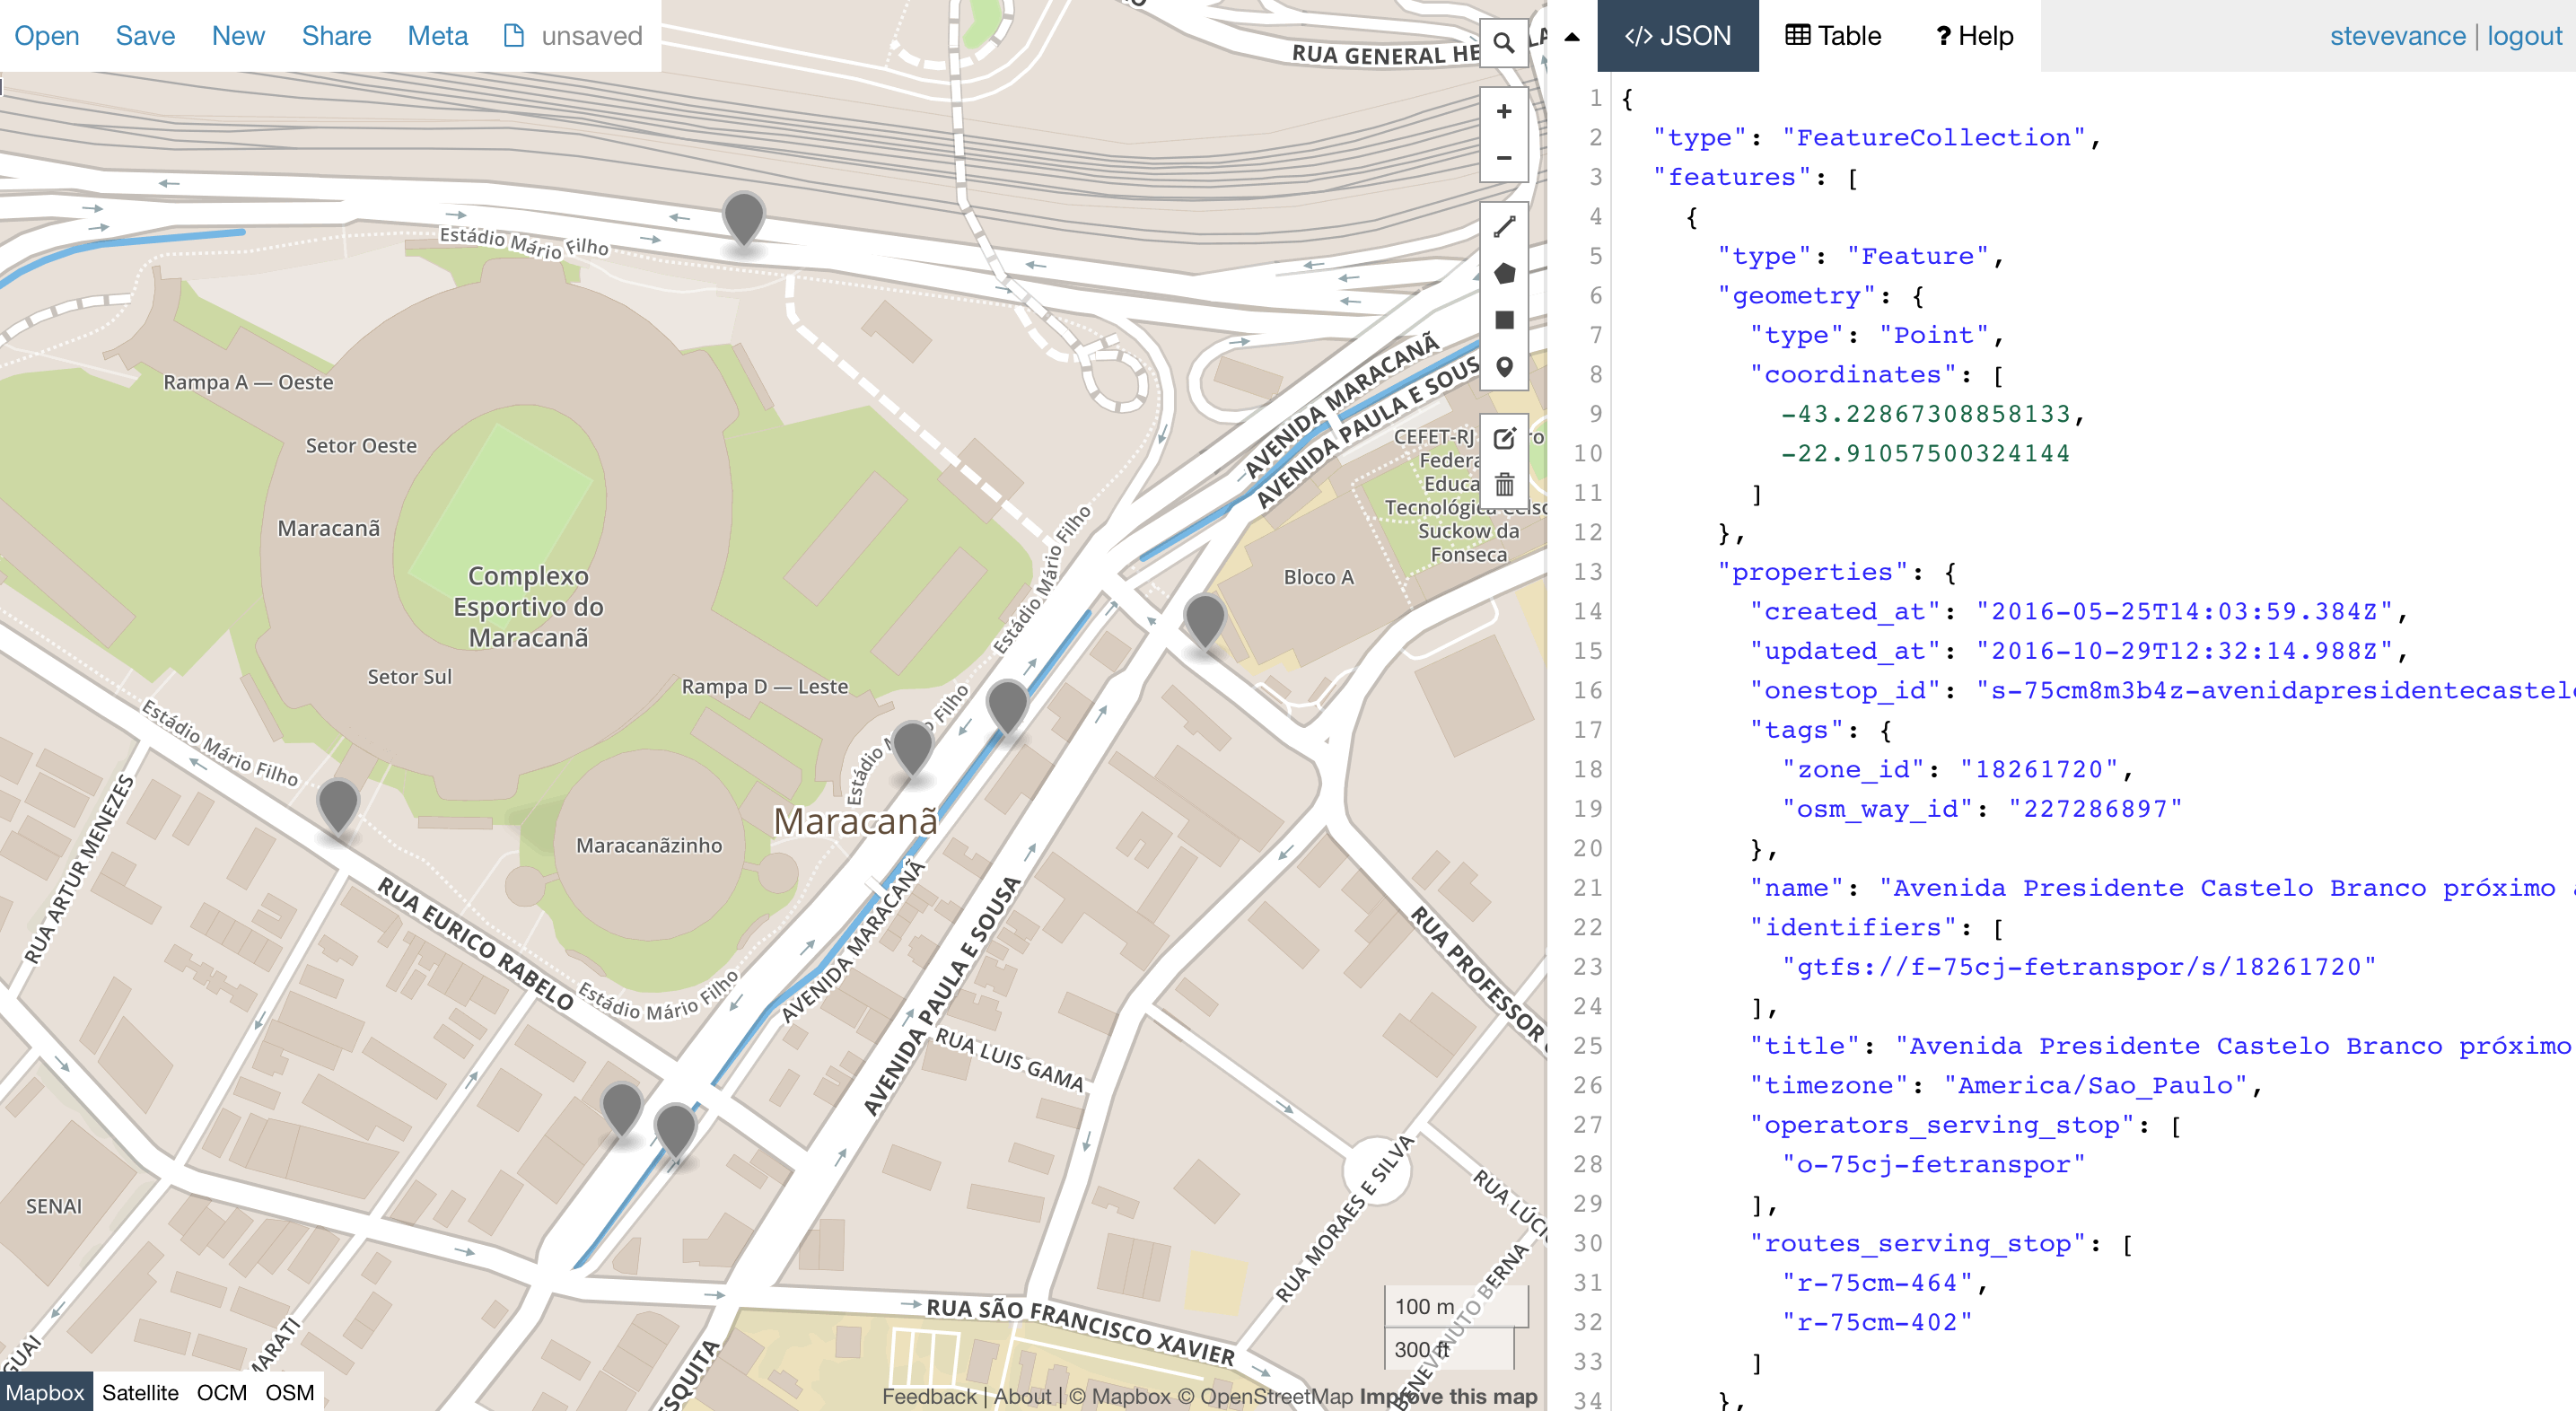 Open Save New Share Meta unsaved
JSON Table Help
stevevance | logout
RUA GENERAL HE
Estádio Mário Filho
Rampa A — Oeste
Setor Oeste
Maracanã
Complexo
Esportivo do
Maracanã
Setor Sul
Rampa D — Leste
Estádio Mário Filho
Estádio Mário Filho
AVENIDA MARACANÃ
AVENIDA PAULA E SOUS
CEFET-RJ
Federa
Educa
Tecnológica Celso
Suckow da
Fonseca
Bloco A
Filho
Estádio
Maracanã
Maracanãzinho
RUA ARTUR MENEZES
RUA EURICO RABELO
Estádio Mário Filho
AVENIDA MARACANÃ
AVENIDA PAULA E SOUSA
RUA LUIS GAMA
RUA PROFESSOR
SENAI
RUA MORAES E SILVA
RUA LÚCI
RUA SÃO FRANCISCO XAVIER
GUAI
MARATI
ESQUITA
BENEVENUTO BERNA
100 m
300 ft
Mapbox Satellite OCM OSM
Feedback | About | © Mapbox © OpenStreetMap Improve this map
1 {
2 "type": "FeatureCollection",
3 "features": [
4 {
5 "type": "Feature",
6 "geometry": {
7 "type": "Point",
8 "coordinates": [
9 -43.22867308858133,
10 -22.91057500324144
11 ]
12 },
13 "properties": {
14 "created_at": "2016-05-25T14:03:59.384Z",
15 "updated_at": "2016-10-29T12:32:14.988Z",
16 "onestop_id": "s-75cm8m3b4z-avenidapresidentecastel
17 "tags": {
18 "zone_id": "18261720",
19 "osm_way_id": "227286897"
20 },
21 "name": "Avenida Presidente Castelo Branco próximo
22 "identifiers": [
23 "gtfs://f-75cj-fetranspor/s/18261720"
24 ],
25 "title": "Avenida Presidente Castelo Branco próximo
26 "timezone": "America/Sao_Paulo",
27 "operators_serving_stop": [
28 "o-75cj-fetranspor"
29 ],
30 "routes_serving_stop": [
31 "r-75cm-464",
32 "r-75cm-402"
33 ]
34 },